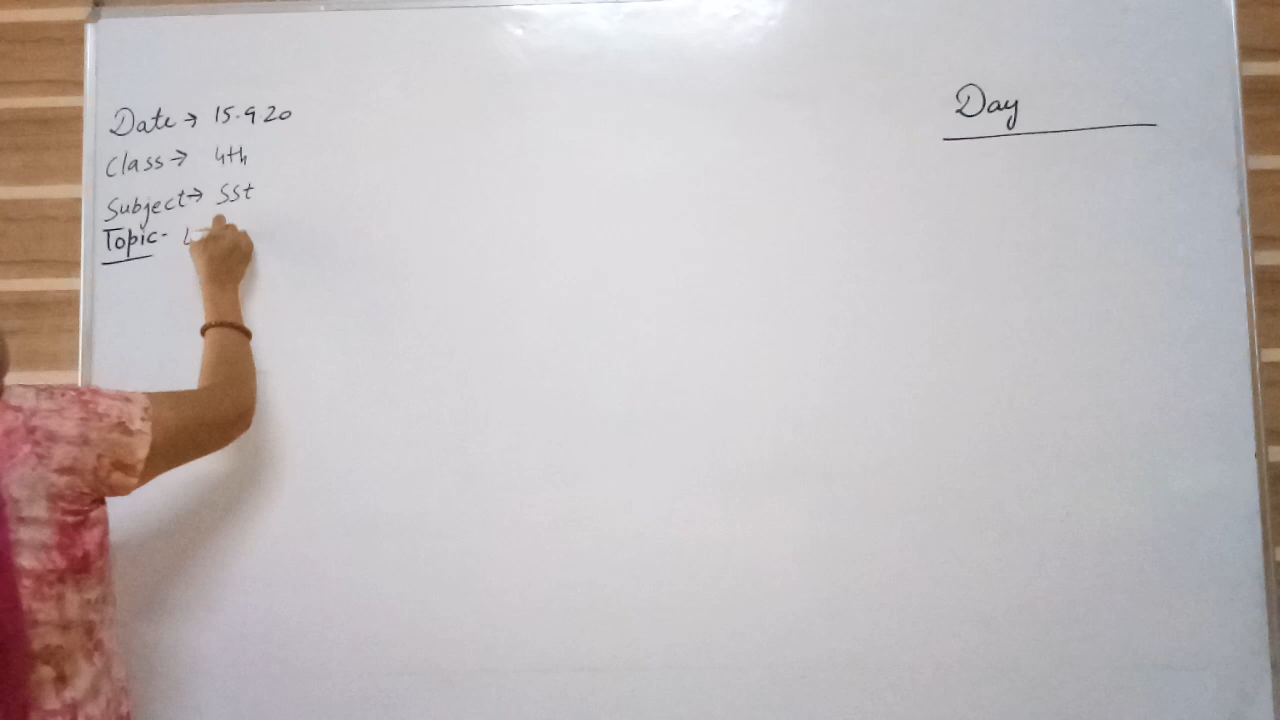 Date → 15.9.20
Class → 4th
Subject → SSt
Topic -
Day